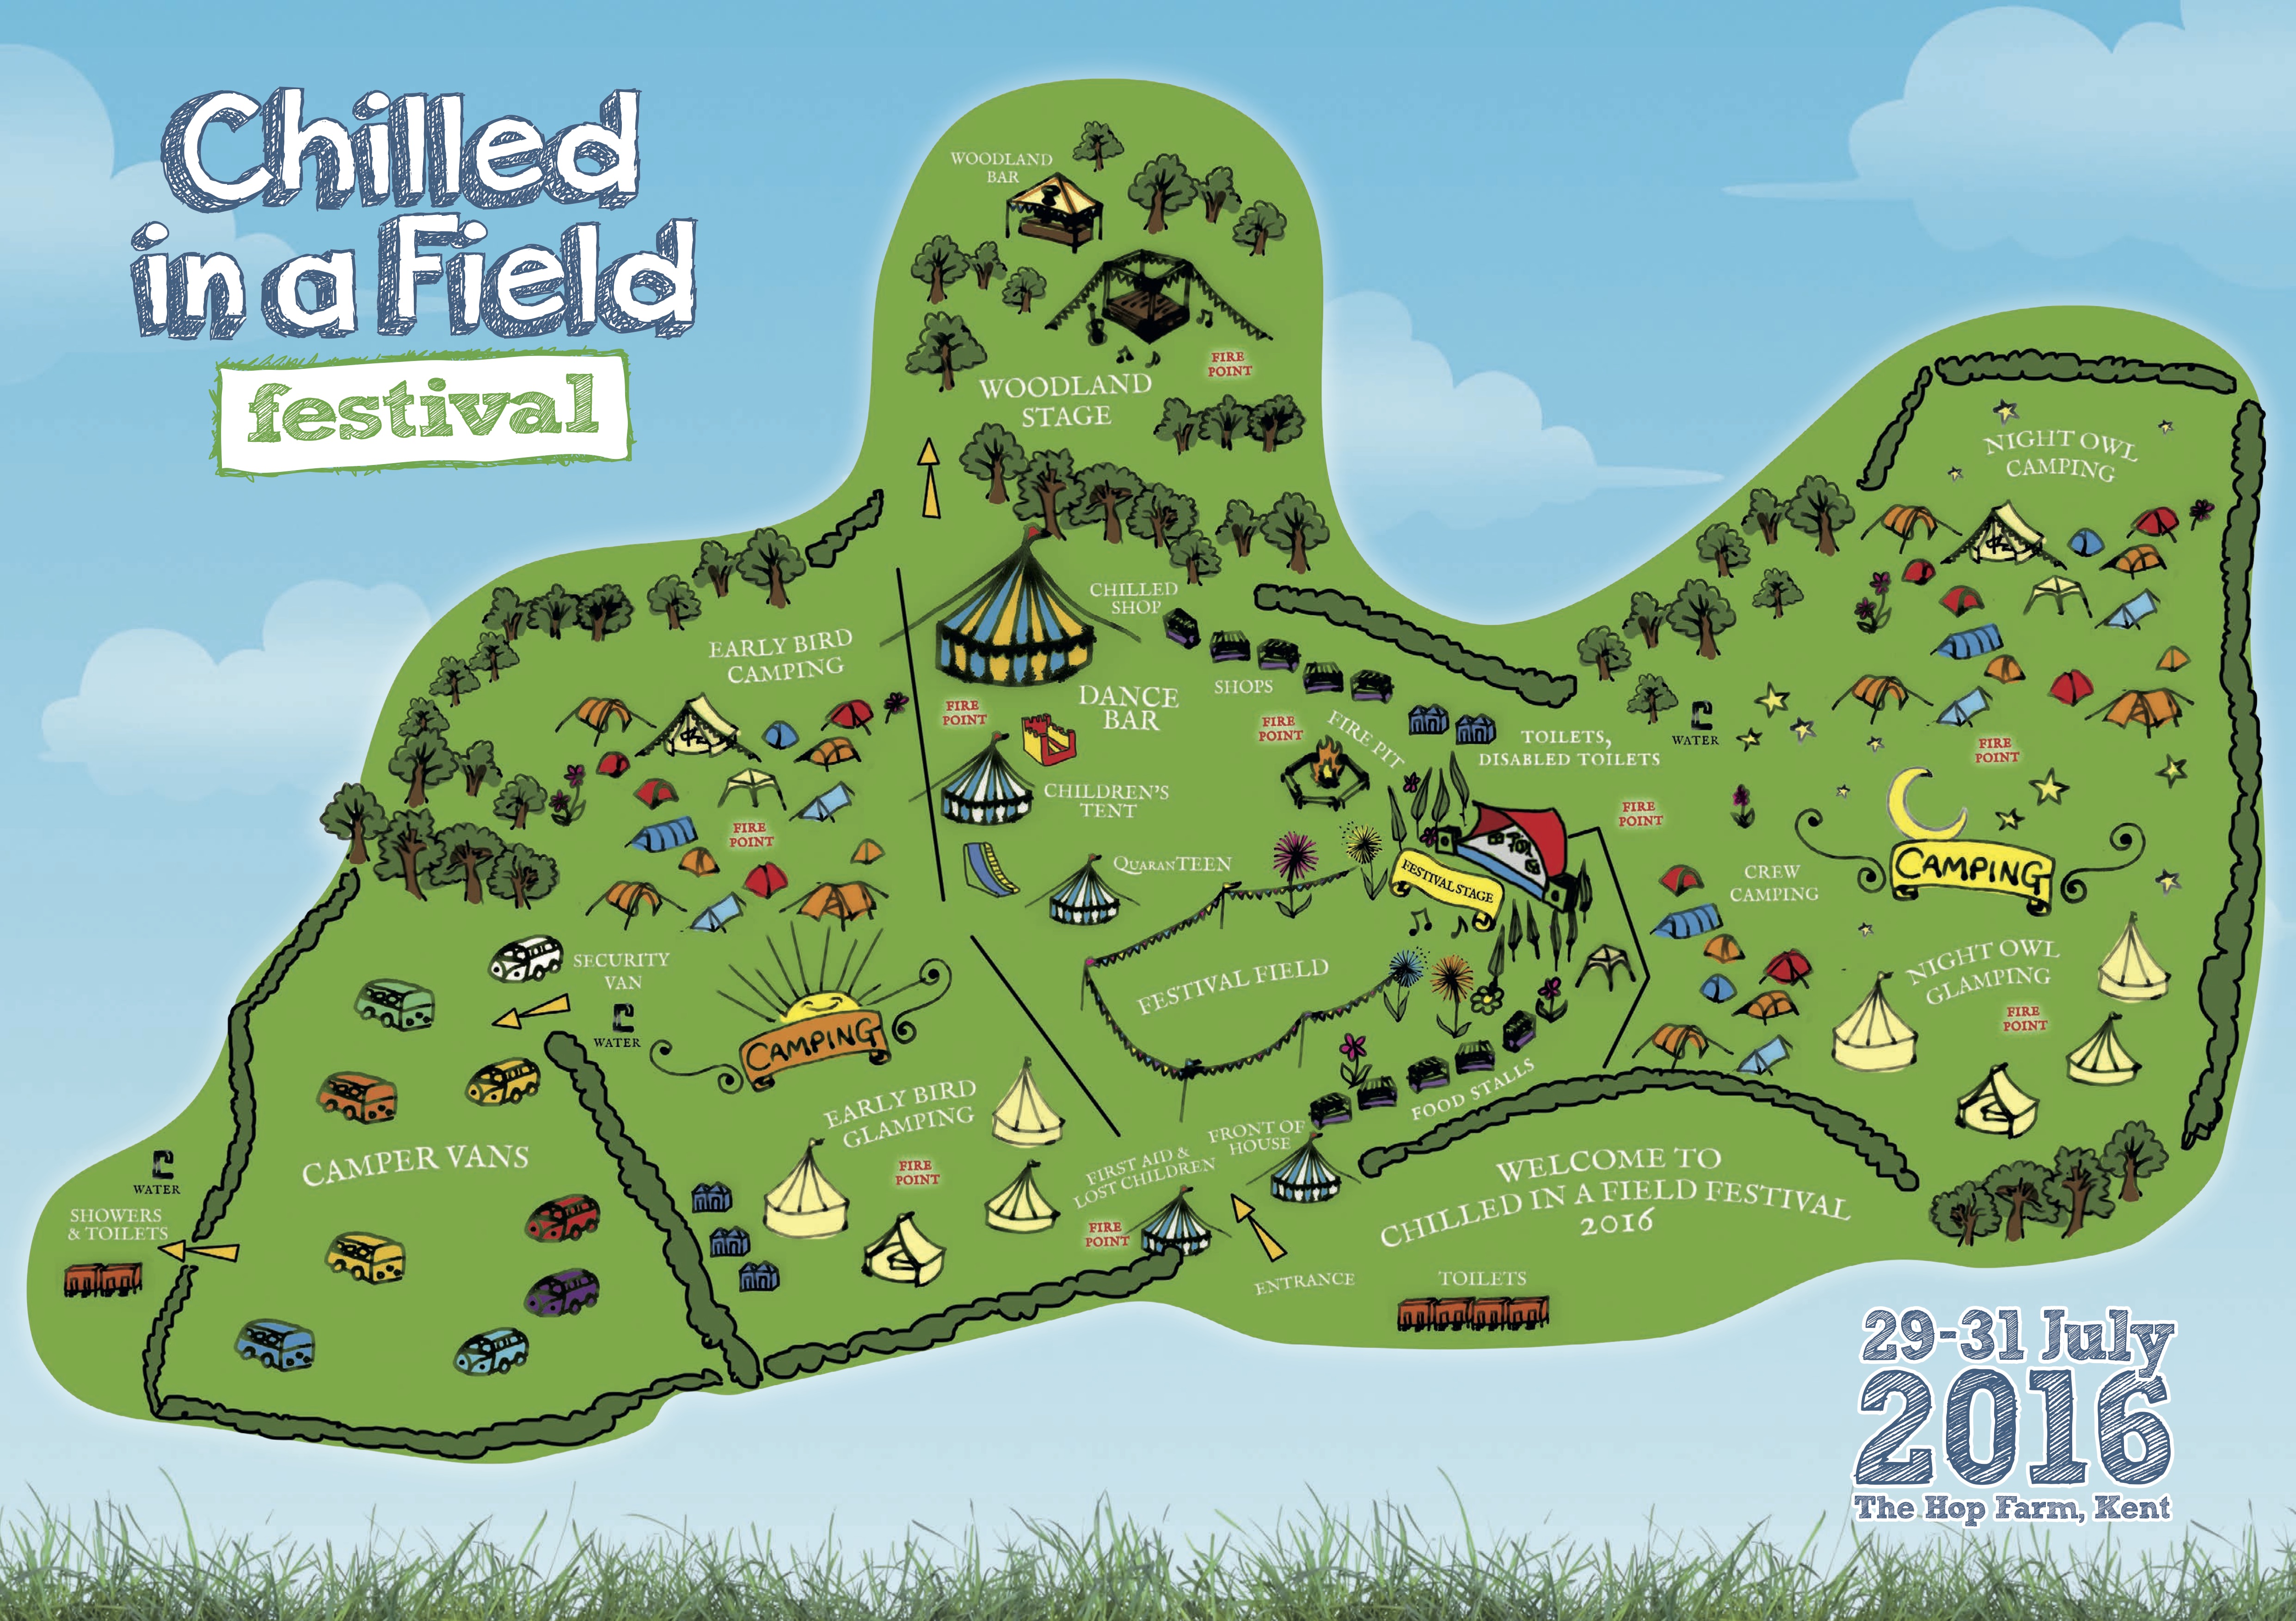 Chilled
in a Field
festival
WOODLAND
BAR
FIRE
POINT
WOODLAND
STAGE
NIGHT OWL
CAMPING
CHILLED
SHOP
EARLY BIRD
CAMPING
SHOPS
DANCE
BAR
FIRE
POINT
FIRE
POINT
FIRE PIT
TOILETS,
DISABLED TOILETS
WATER
FIRE
POINT
CHILDREN'S
TENT
FIRE
POINT
FIRE
POINT
QUARANTEEN
FESTIVAL STAGE
CREW
CAMPING
CAMPING
SECURITY
VAN
WATER
FESTIVAL FIELD
NIGHT OWL
GLAMPING
FIRE
POINT
CAMPING
FOOD STALLS
EARLY BIRD
GLAMPING
FIRE
POINT
CAMPER VANS
WATER
SHOWERS
& TOILETS
FIRST AID &
LOST CHILDREN
FRONT OF
HOUSE
FIRE
POINT
WELCOME TO
CHILLED IN A FIELD FESTIVAL
2016
ENTRANCE
TOILETS
29-31 July
2016
The Hop Farm, Kent